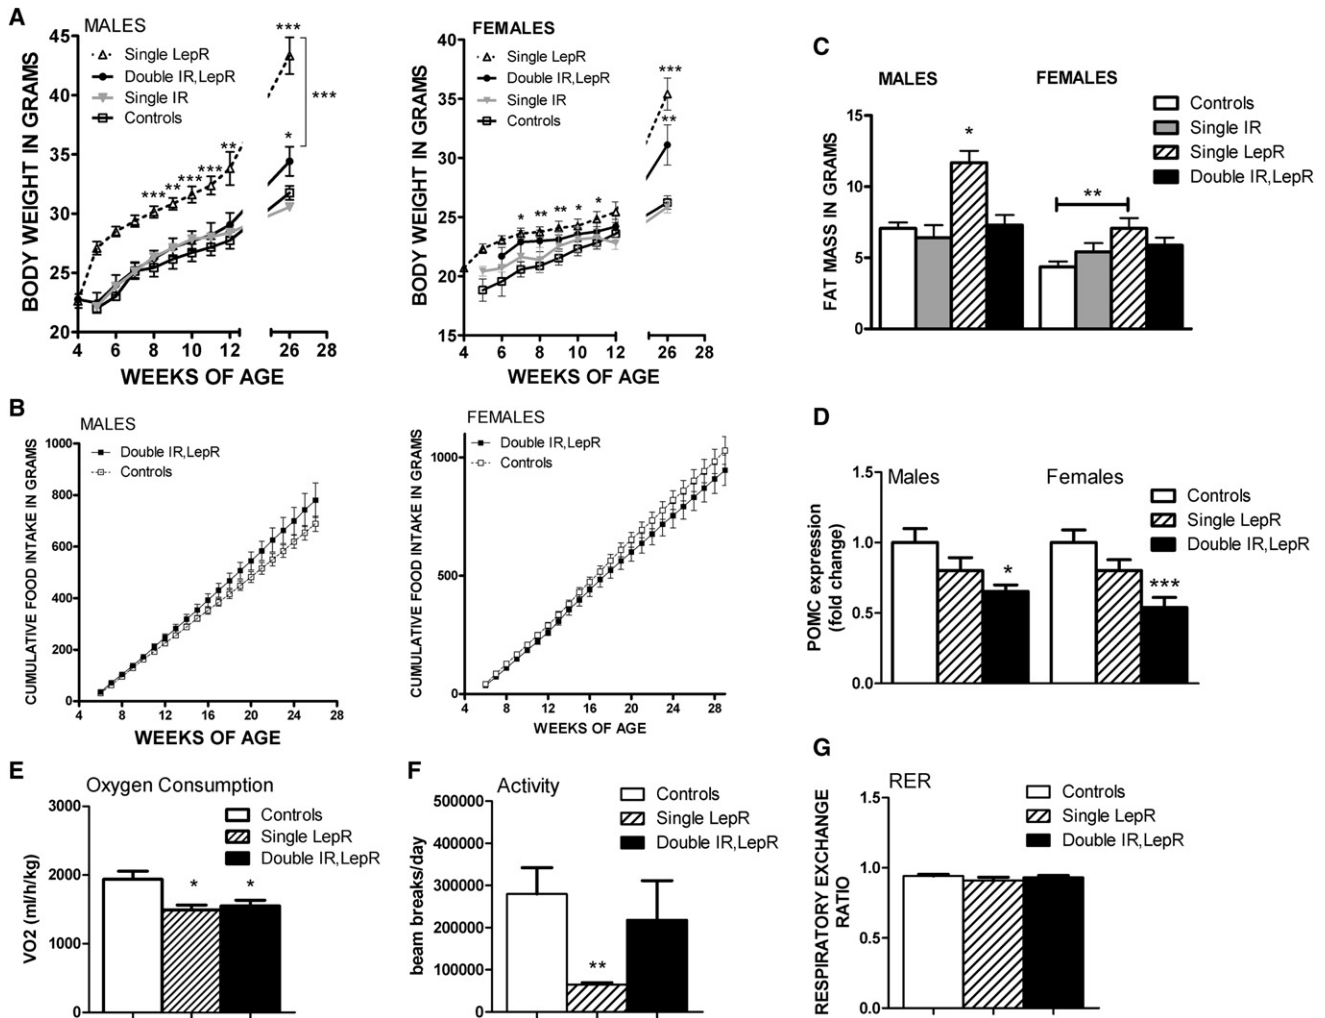 A
MALES
Single LepR
Double IR,LepR
Single IR
Controls
BODY WEIGHT IN GRAMS
45
40
35
30
25
20
4 6 8 10 12 26 28
WEEKS OF AGE
*** ** *** *** ** *** * ***
FEMALES
Single LepR
Double IR,LepR
Single IR
Controls
BODY WEIGHT IN GRAMS
40
35
30
25
20
15
4 6 8 10 12 26 28
WEEKS OF AGE
* ** ** * * *** **
C
MALES FEMALES
Controls
Single IR
Single LepR
Double IR,LepR
FAT MASS IN GRAMS
15
10
5
0
* **
B
MALES
Double IR,LepR
Controls
CUMULATIVE FOOD INTAKE IN GRAMS
1000
800
600
400
200
0
4 8 12 16 20 24 28
WEEKS OF AGE
FEMALES
Double IR,LepR
Controls
CUMULATIVE FOOD INTAKE IN GRAMS
1000
500
0
4 8 12 16 20 24 28
WEEKS OF AGE
D
Males Females
Controls
Single LepR
Double IR,LepR
POMC expression
(fold change)
1.5
1.0
0.5
0.0
* ***
E
Oxygen Consumption
Controls
Single LepR
Double IR,LepR
VO2 (ml/h/kg)
3000
2000
1000
0
* *
F
Activity
Controls
Single LepR
Double IR,LepR
beam breaks/day
500000
400000
300000
200000
100000
0
**
G
RER
Controls
Single LepR
Double IR,LepR
RESPIRATORY EXCHANGE
RATIO
1.5
1.0
0.5
0.0